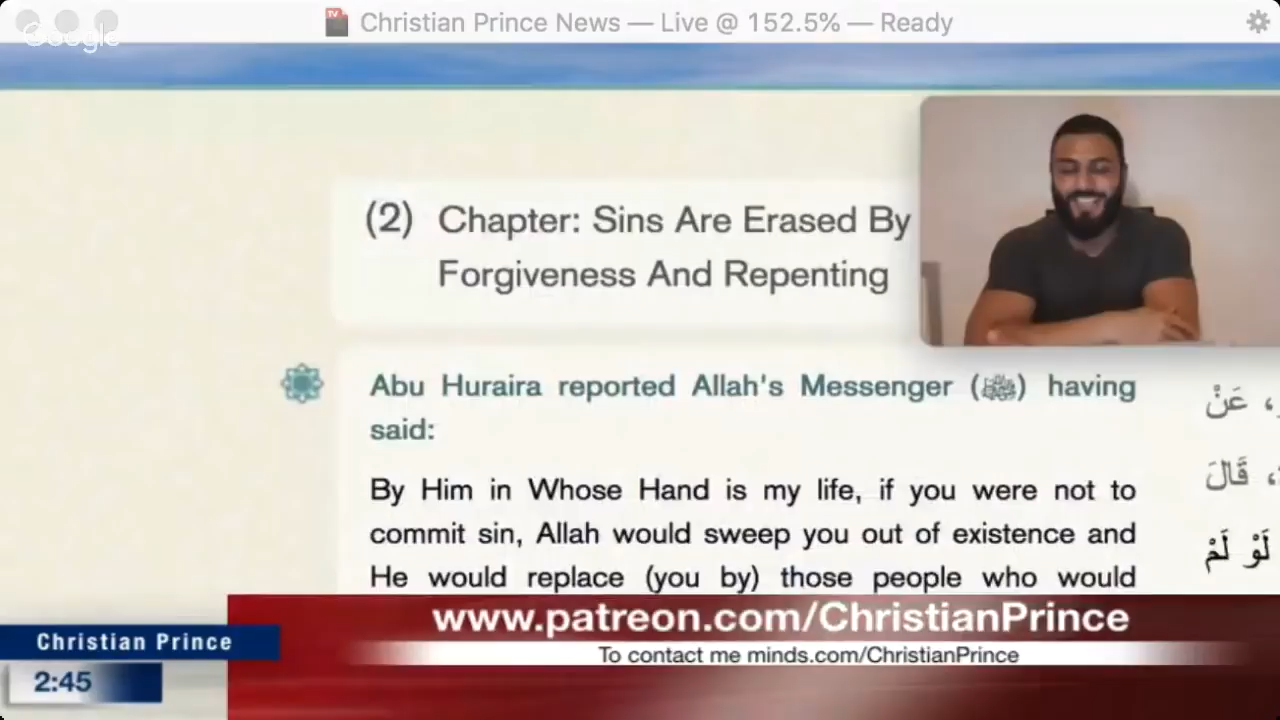 Christian Prince News — Live @ 152.5% — Ready
Google
(2) Chapter: Sins Are Erased By
Forgiveness And Repenting
Abu Huraira reported Allah's Messenger (ﷺ) having
said:
By Him in Whose Hand is my life, if you were not to
commit sin, Allah would sweep you out of existence and
He would replace (you by) those people who would
، عَنْ
، قَالَ
لَوْ لَمْ
www.patreon.com/ChristianPrince
To contact me minds.com/ChristianPrince
Christian Prince
2:45